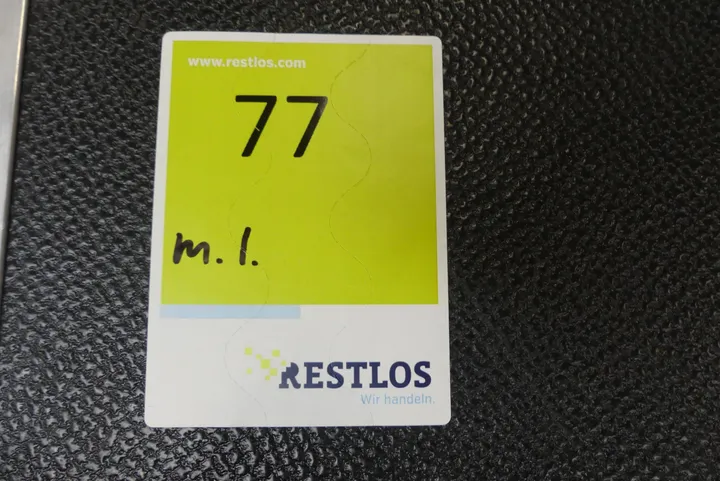 www.restlos.com
77
m. l.
RESTLOS
Wir handeln.